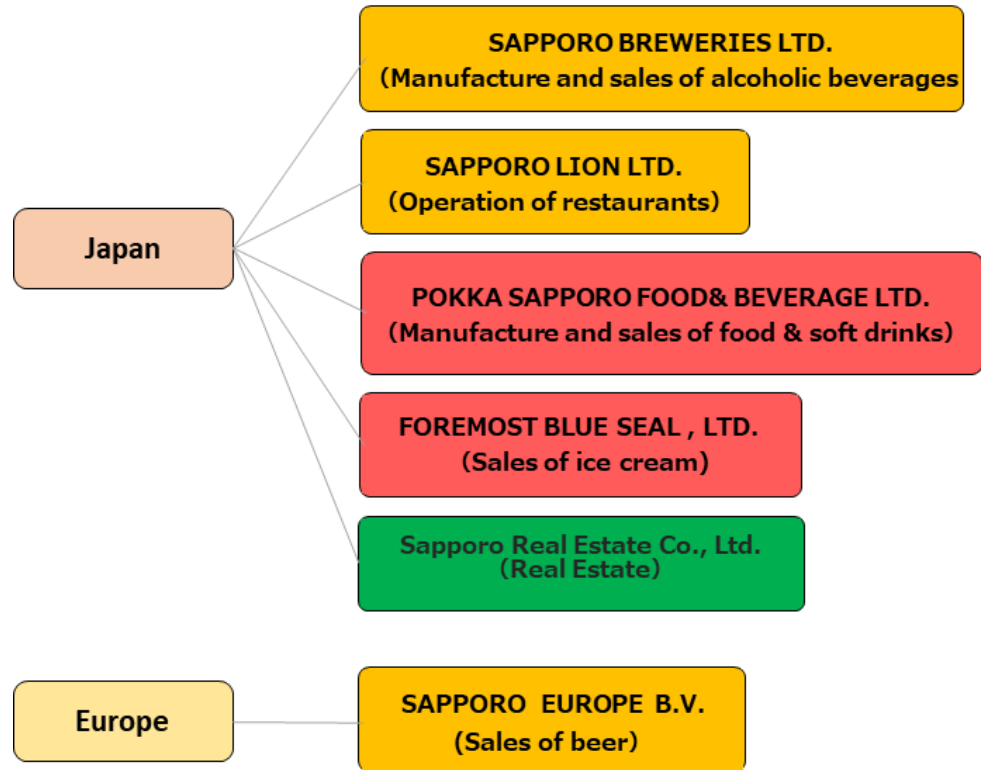 SAPPORO BREWERIES LTD.
(Manufacture and sales of alcoholic beverages
SAPPORO LION LTD.
(Operation of restaurants)
Japan
POKKA SAPPORO FOOD& BEVERAGE LTD.
(Manufacture and sales of food & soft drinks)
FOREMOST BLUE SEAL , LTD.
(Sales of ice cream)
Sapporo Real Estate Co., Ltd.
(Real Estate)
Europe
SAPPORO EUROPE B.V.
(Sales of beer)